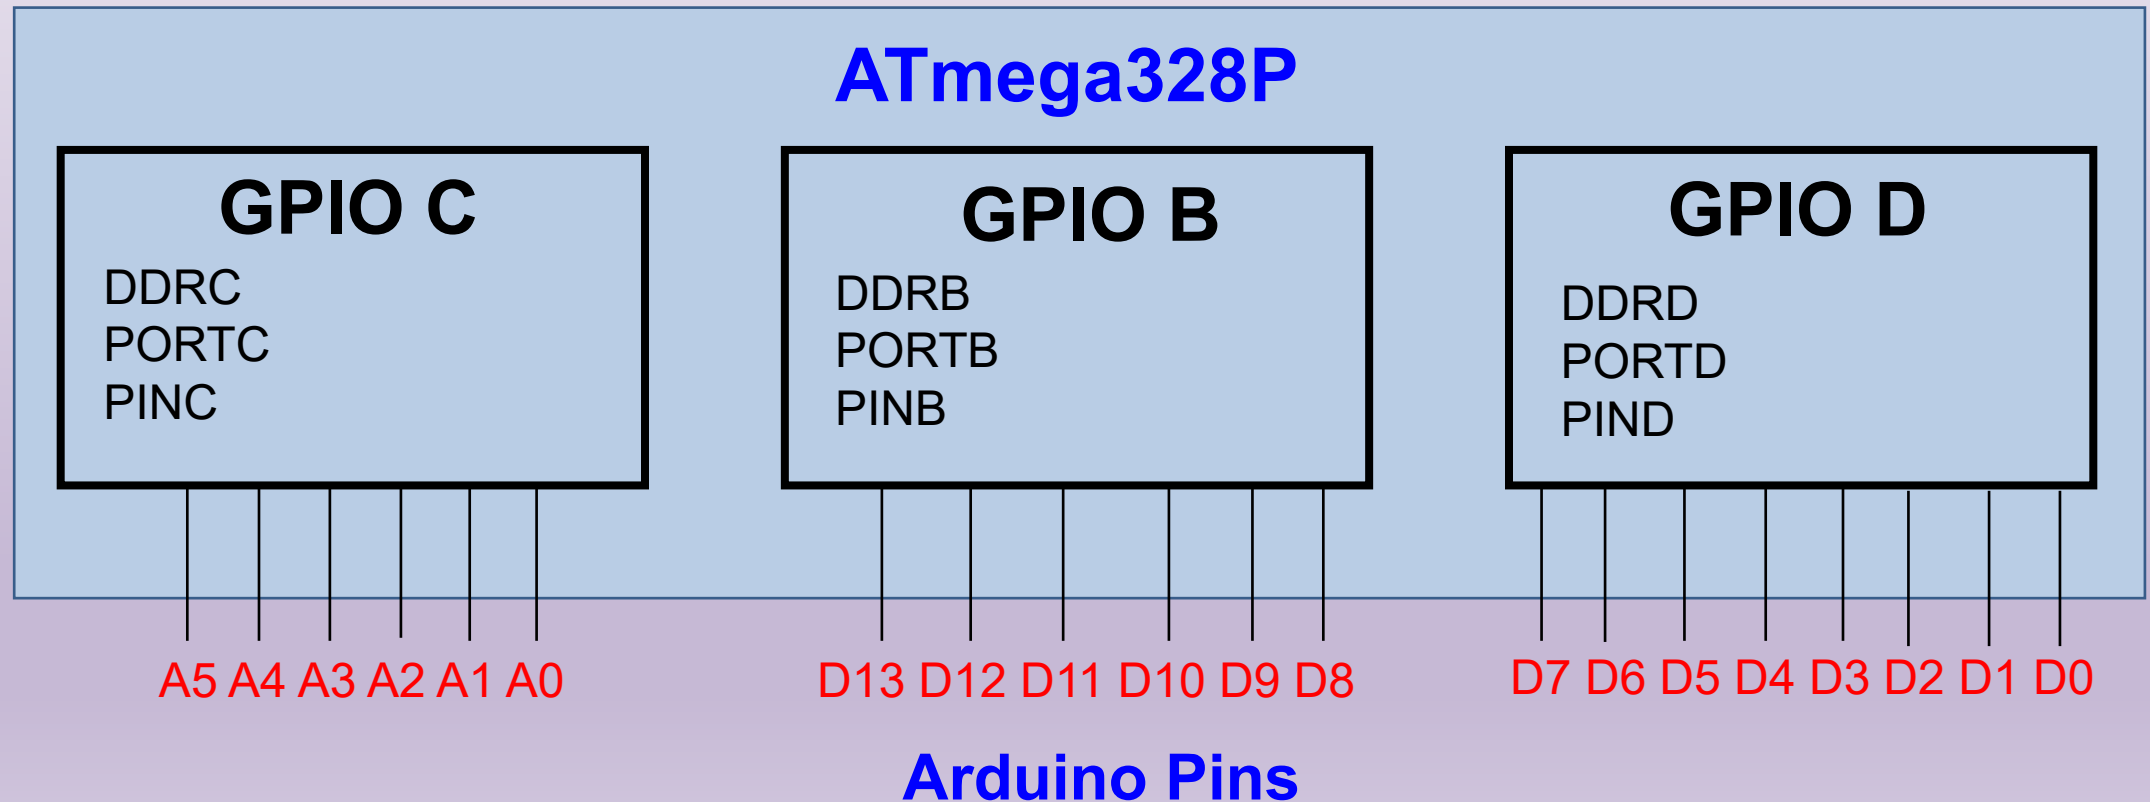 ATmega328P
GPIO C
DDRC
PORTC
PINC
GPIO B
DDRB
PORTB
PINB
GPIO D
DDRD
PORTD
PIND
A5 A4 A3 A2 A1 A0
D13 D12 D11 D10 D9 D8
D7 D6 D5 D4 D3 D2 D1 D0
Arduino Pins